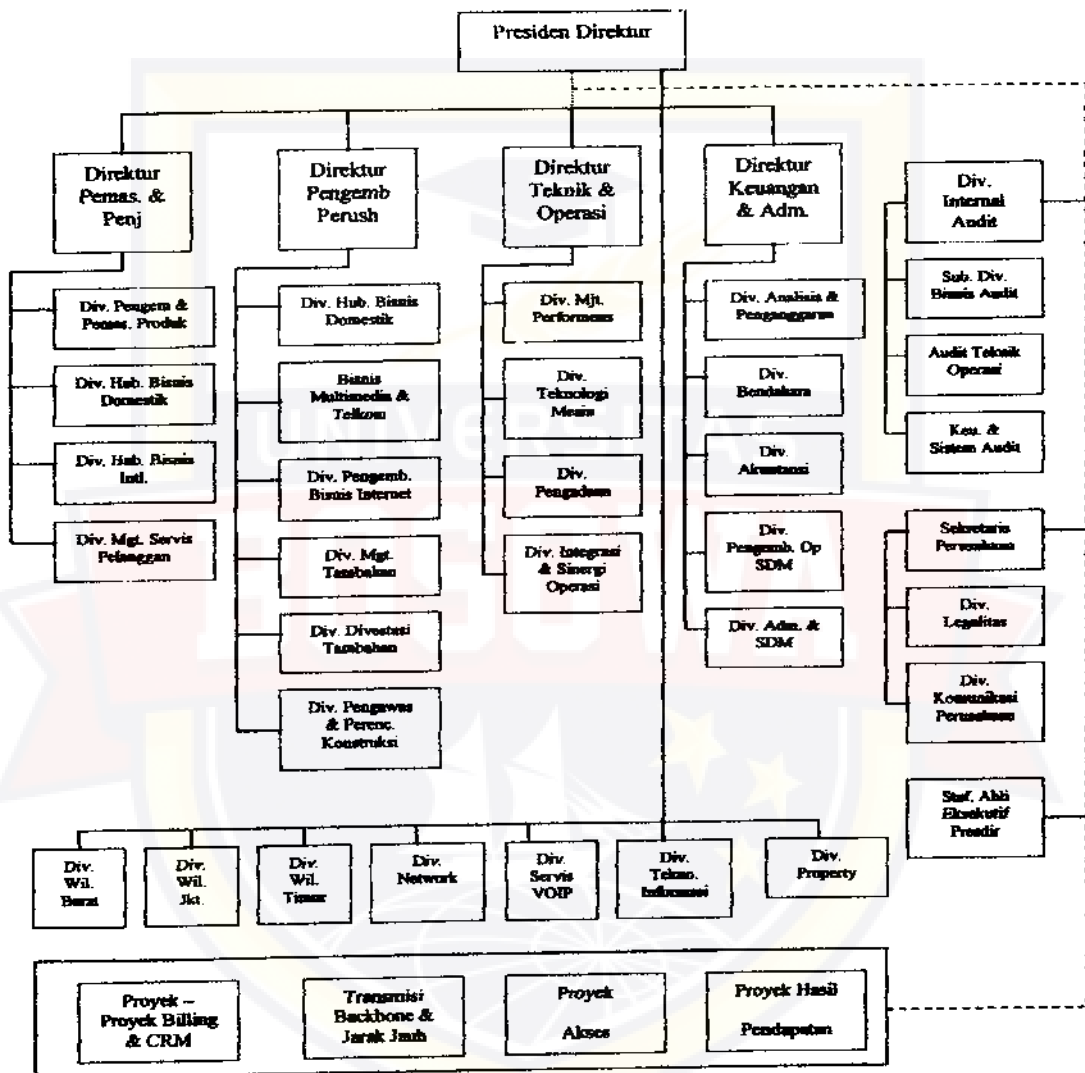 Presiden Direktur
Direktur
Pemas. &
Penj
Direktur
Pengemb
Perush
Direktur
Teknik &
Operasi
Direktur
Keuangan
& Adm.
Div.
Internal
Audit
Div. Pengem &
Pemas. Produk
Div. Hub. Bisnis
Domestik
Div. Hub. Bisnis
Intl.
Div. Mgt. Servis
Pelanggan
Div. Hub. Bisnis
Domestik
Bisnis
Multimedia &
Telkom
Div. Pengemb.
Bisnis Internet
Div. Mgt.
Tambahan
Div. Divestasi
Tambahan
Div. Pengawas
& Perenc.
Konstruksi
Div. Mjt.
Performens
Div.
Teknologi
Mesin
Div.
Pengadaan
Div. Integrasi
& Sinergi
Operasi
Div. Analisis &
Penganggaran
Div.
Bendahara
Div.
Akuntansi
Div.
Pengemb. Op
SDM
Div. Adm. &
SDM
Sub. Div.
Bisnis Audit
Audit Teknik
Operasi
Keu. &
Sistem Audit
Sekretaris
Perusahaan
Div.
Legalitas
Div.
Komunikasi
Perusahaan
Staf. Ahli
Eksekutif
Presdir
Div.
Wil.
Barat
Div.
Wil.
Jkt.
Div.
Wil.
Timur
Div.
Network
Div.
Servis
VOIP
Div.
Tekno.
Informasi
Div.
Property
Proyek –
Proyek Billing
& CRM
Transmisi
Backbone &
Jarak Jauh
Proyek
Akses
Proyek Hasil
Pendapatan
UNIVERSITAS
BOSOWA